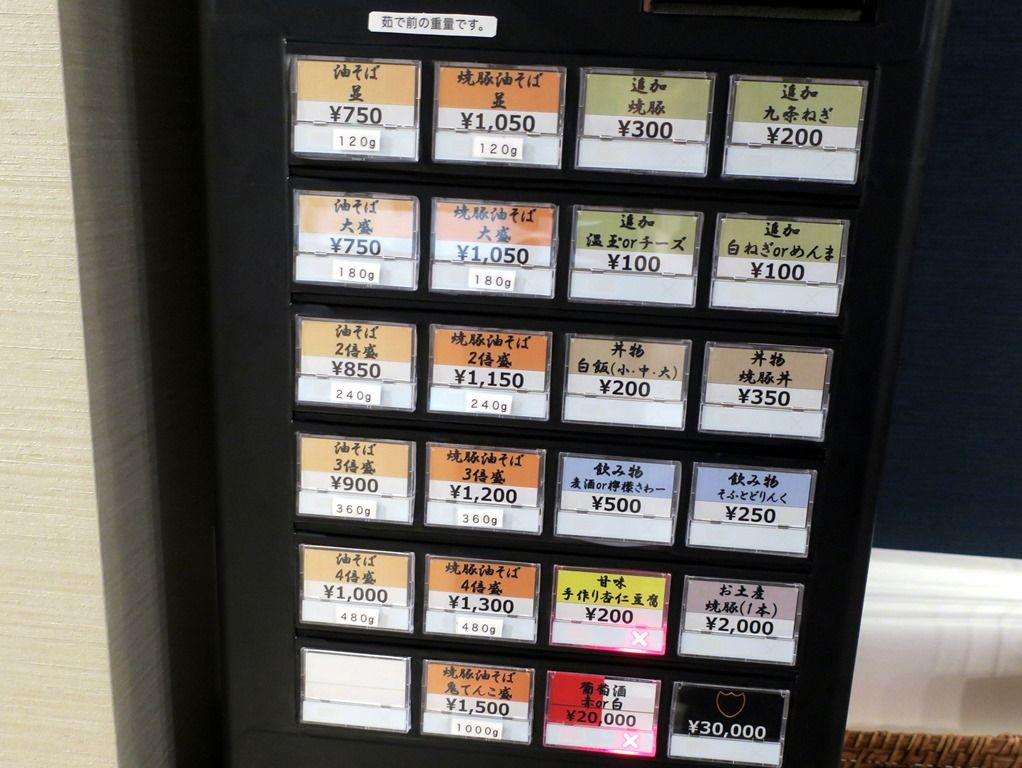 茹で前の重量です。
油そば
並
¥750
120g
焼豚油そば
並
¥1,050
120g
追加
焼豚
¥300
追加
九条ねぎ
¥200
油そば
大盛
¥750
180g
焼豚油そば
大盛
¥1,050
180g
追加
温玉orチーズ
¥100
追加
白ねぎorめんま
¥100
油そば
2倍盛
¥850
240g
焼豚油そば
2倍盛
¥1,150
240g
丼物
白飯(小・中・大)
¥200
丼物
焼豚丼
¥350
油そば
3倍盛
¥900
360g
焼豚油そば
3倍盛
¥1,200
360g
飲み物
麦酒or檸檬さわー
¥500
飲み物
そふとどりんく
¥250
油そば
4倍盛
¥1,000
480g
焼豚油そば
4倍盛
¥1,300
480g
甘味
手作り杏仁豆腐
¥200
お土産
焼豚(1本)
¥2,000
焼豚油そば
鬼てんこ盛
¥1,500
1000g
葡萄酒
赤or白
¥20,000
¥30,000